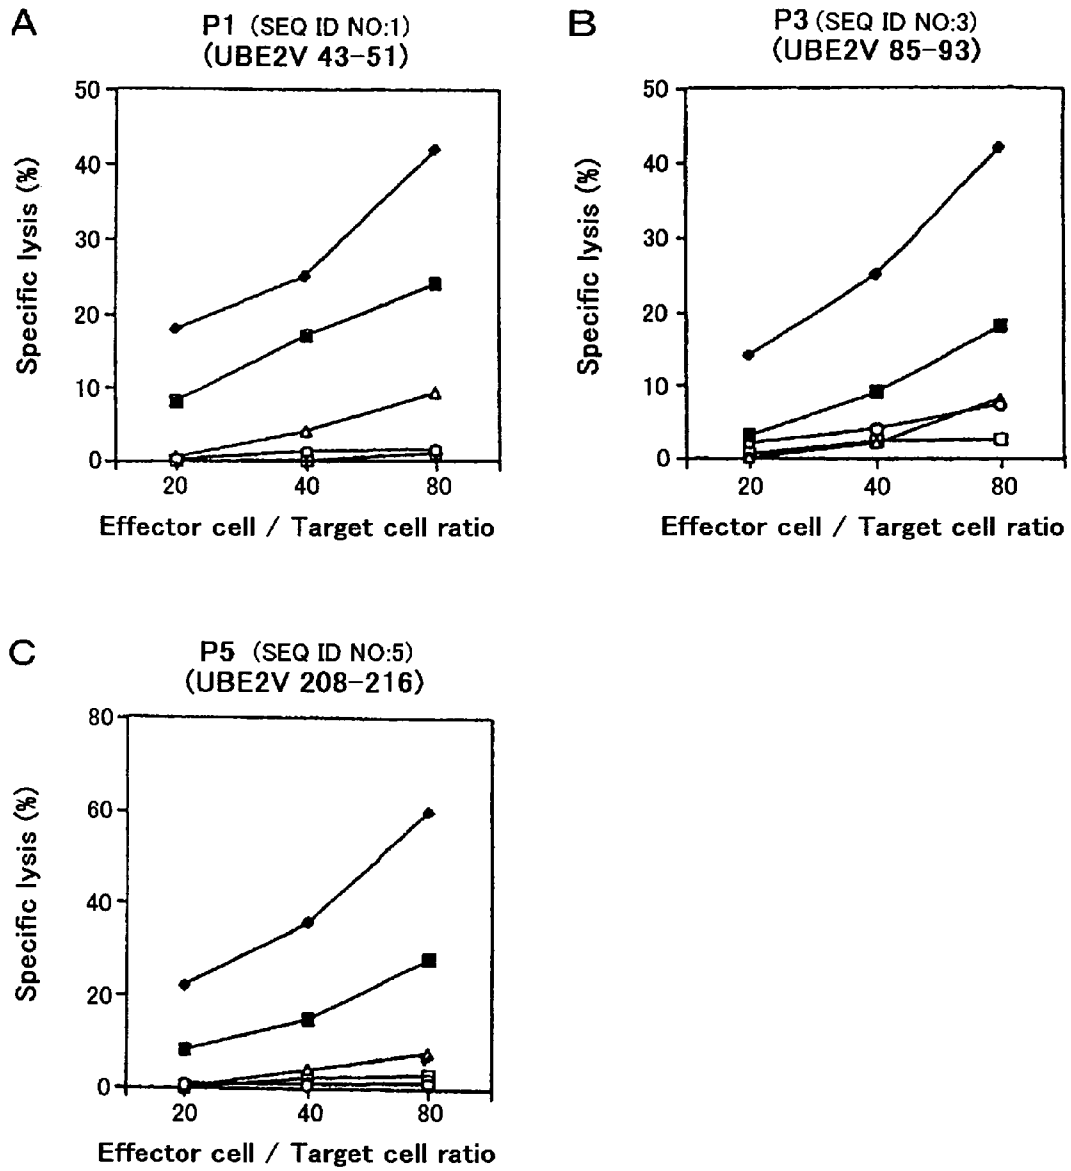 A
P1 (SEQ ID NO:1)
(UBE2V 43-51)
50
40
30
20
10
0
Specific lysis (%)
20 40 80
Effector cell / Target cell ratio
B
P3 (SEQ ID NO:3)
(UBE2V 85-93)
50
40
30
20
10
0
Specific lysis (%)
20 40 80
Effector cell / Target cell ratio
C
P5 (SEQ ID NO:5)
(UBE2V 208-216)
80
60
40
20
0
Specific lysis (%)
20 40 80
Effector cell / Target cell ratio